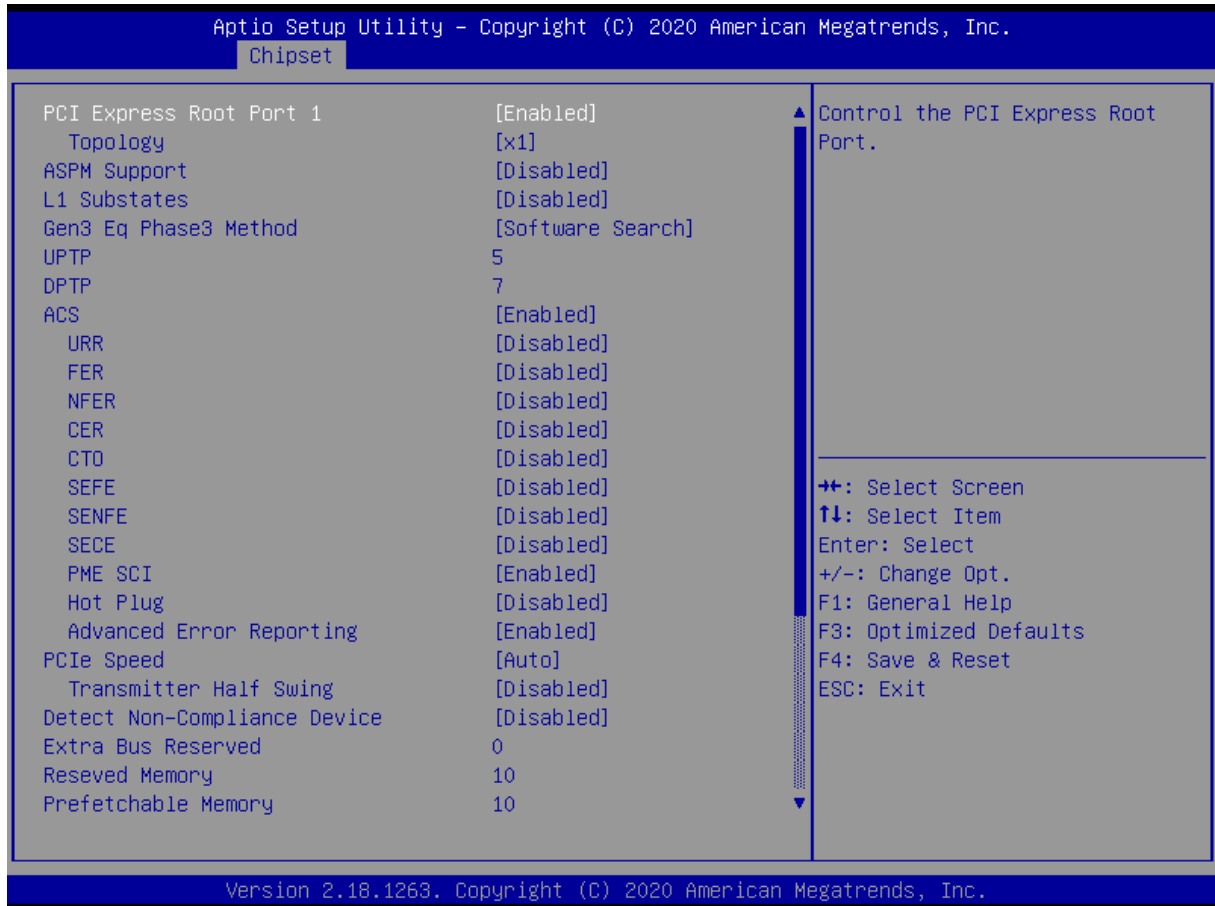 Aptio Setup Utility – Copyright (C) 2020 American Megatrends, Inc.
Chipset
PCI Express Root Port 1 [Enabled]
Topology [x1]
ASPM Support [Disabled]
L1 Substates [Disabled]
Gen3 Eq Phase3 Method [Software Search]
UPTP 5
DPTP 7
ACS [Enabled]
URR [Disabled]
FER [Disabled]
NFER [Disabled]
CER [Disabled]
CTO [Disabled]
SEFE [Disabled]
SENFE [Disabled]
SECE [Disabled]
PME SCI [Enabled]
Hot Plug [Disabled]
Advanced Error Reporting [Enabled]
PCIe Speed [Auto]
Transmitter Half Swing [Disabled]
Detect Non-Compliance Device [Disabled]
Extra Bus Reserved 0
Reseved Memory 10
Prefetchable Memory 10
Control the PCI Express Root
Port.
→←: Select Screen
↑↓: Select Item
Enter: Select
+/-: Change Opt.
F1: General Help
F3: Optimized Defaults
F4: Save & Reset
ESC: Exit
Version 2.18.1263. Copyright (C) 2020 American Megatrends, Inc.